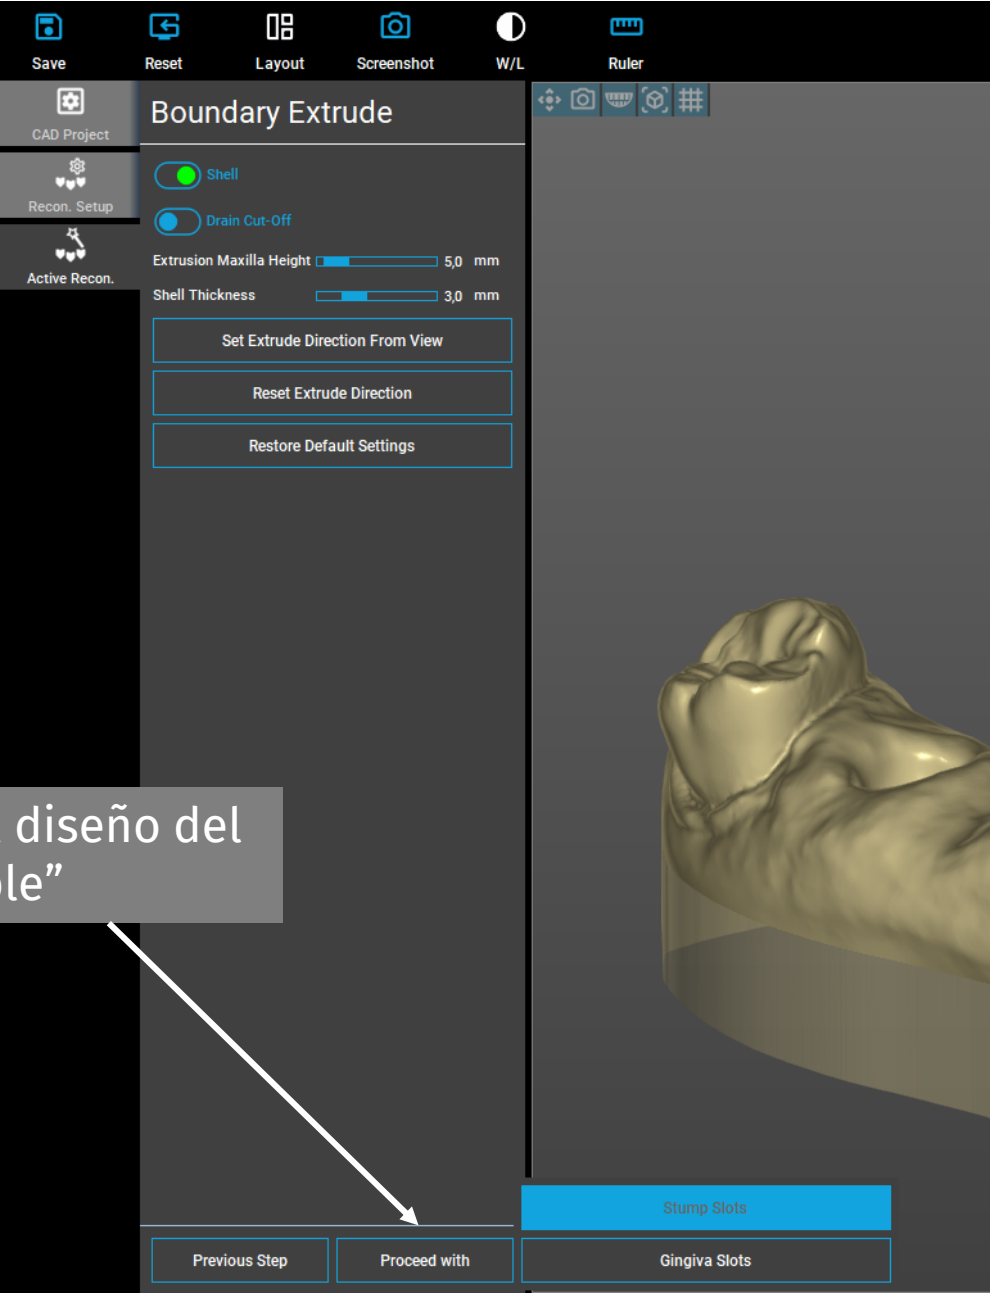 Save Reset Layout Screenshot W/L Ruler
CAD Project
Recon. Setup
Active Recon.
Boundary Extrude
Shell
Drain Cut-Off
Extrusion Maxilla Height 5,0 mm
Shell Thickness 3,0 mm
Set Extrude Direction From View
Reset Extrude Direction
Restore Default Settings
diseño del
le”
Stump Slots
Previous Step Proceed with Gingiva Slots